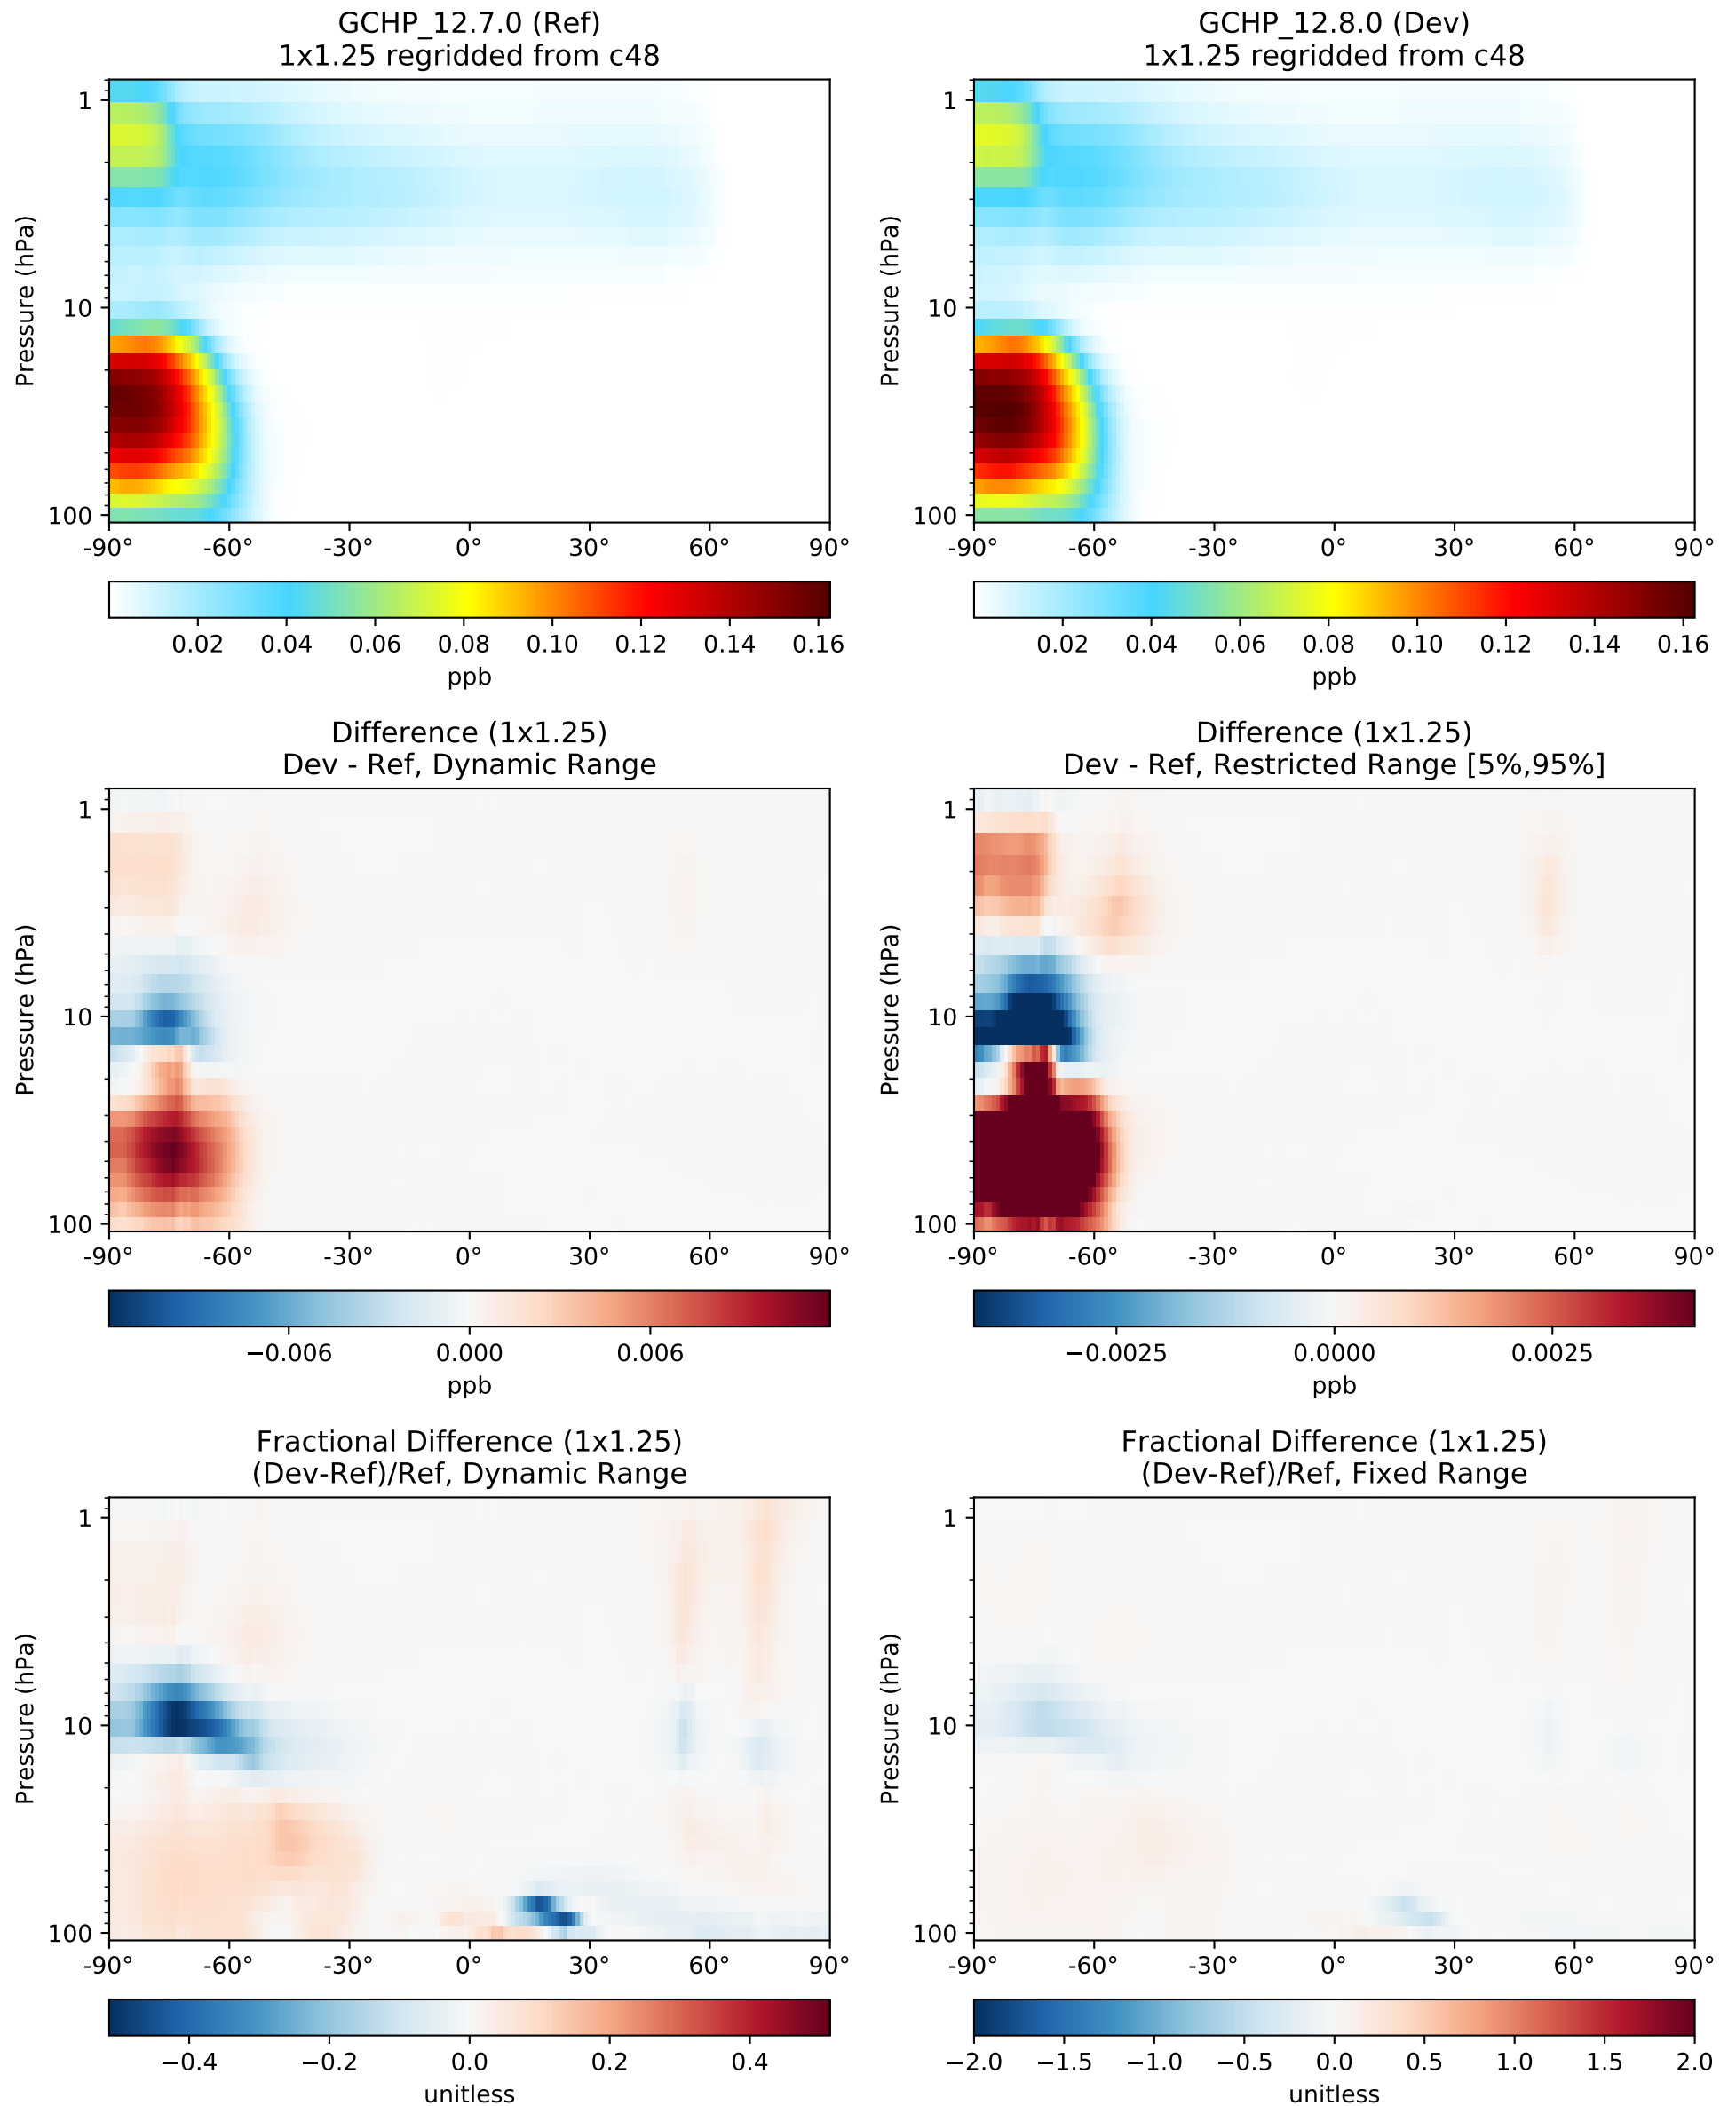 GCHP_12.7.0 (Ref)
1x1.25 regridded from c48
Pressure (hPa)
1
10
100
-90° -60° -30° 0° 30° 60° 90°
0.02 0.04 0.06 0.08 0.10 0.12 0.14 0.16
ppb
GCHP_12.8.0 (Dev)
1x1.25 regridded from c48
Pressure (hPa)
1
10
100
-90° -60° -30° 0° 30° 60° 90°
0.02 0.04 0.06 0.08 0.10 0.12 0.14 0.16
ppb
Difference (1x1.25)
Dev - Ref, Dynamic Range
Pressure (hPa)
1
10
100
-90° -60° -30° 0° 30° 60° 90°
−0.006 0.000 0.006
ppb
Difference (1x1.25)
Dev - Ref, Restricted Range [5%,95%]
Pressure (hPa)
1
10
100
-90° -60° -30° 0° 30° 60° 90°
−0.0025 0.0000 0.0025
ppb
Fractional Difference (1x1.25)
(Dev-Ref)/Ref, Dynamic Range
Pressure (hPa)
1
10
100
-90° -60° -30° 0° 30° 60° 90°
−0.4 −0.2 0.0 0.2 0.4
unitless
Fractional Difference (1x1.25)
(Dev-Ref)/Ref, Fixed Range
Pressure (hPa)
1
10
100
-90° -60° -30° 0° 30° 60° 90°
−2.0 −1.5 −1.0 −0.5 0.0 0.5 1.0 1.5 2.0
unitless